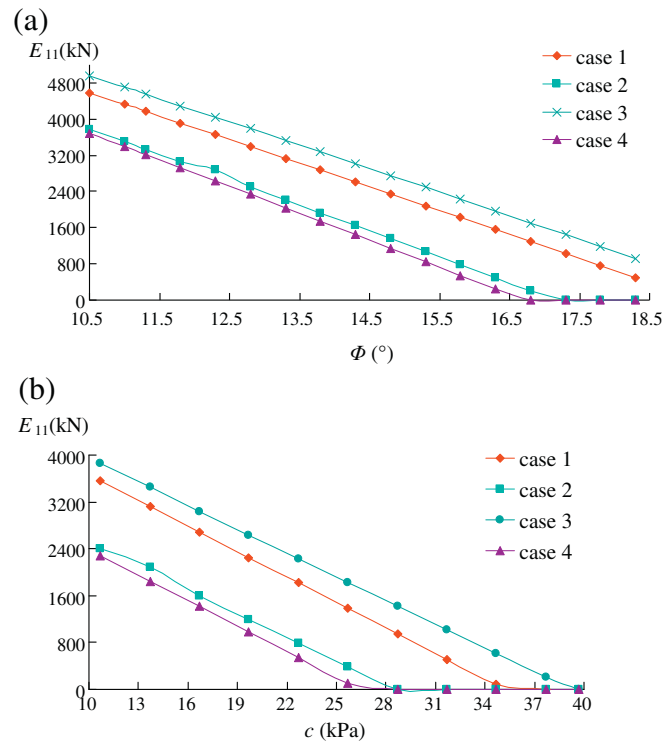 (a)
E 11(kN)
4800
4000
3200
2400
1600
800
0
10.5 11.5 12.5 13.5 14.5 15.5 16.5 17.5 18.5
Φ (°)
case 1
case 2
case 3
case 4
(b)
E 11(kN)
4000
3200
2400
1600
800
0
10 13 16 19 22 25 28 31 34 37 40
c (kPa)
case 1
case 2
case 3
case 4